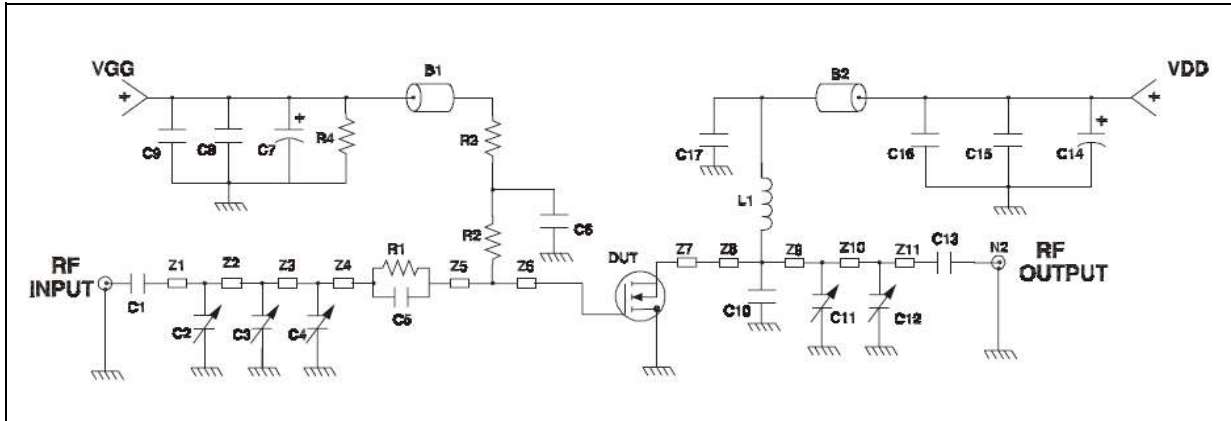 VGG
+
B1
B2
VDD
+
C9
C8
C7
+
R4
R3
C17
C16
C15
C14
+
L1
C6
R2
RF
INPUT
C1
Z1
Z2
Z3
Z4
R1
C5
Z5
Z6
C2
C3
C4
DUT
Z7
Z8
Z9
Z10
Z11
C13
N2
RF
OUTPUT
C10
C11
C12